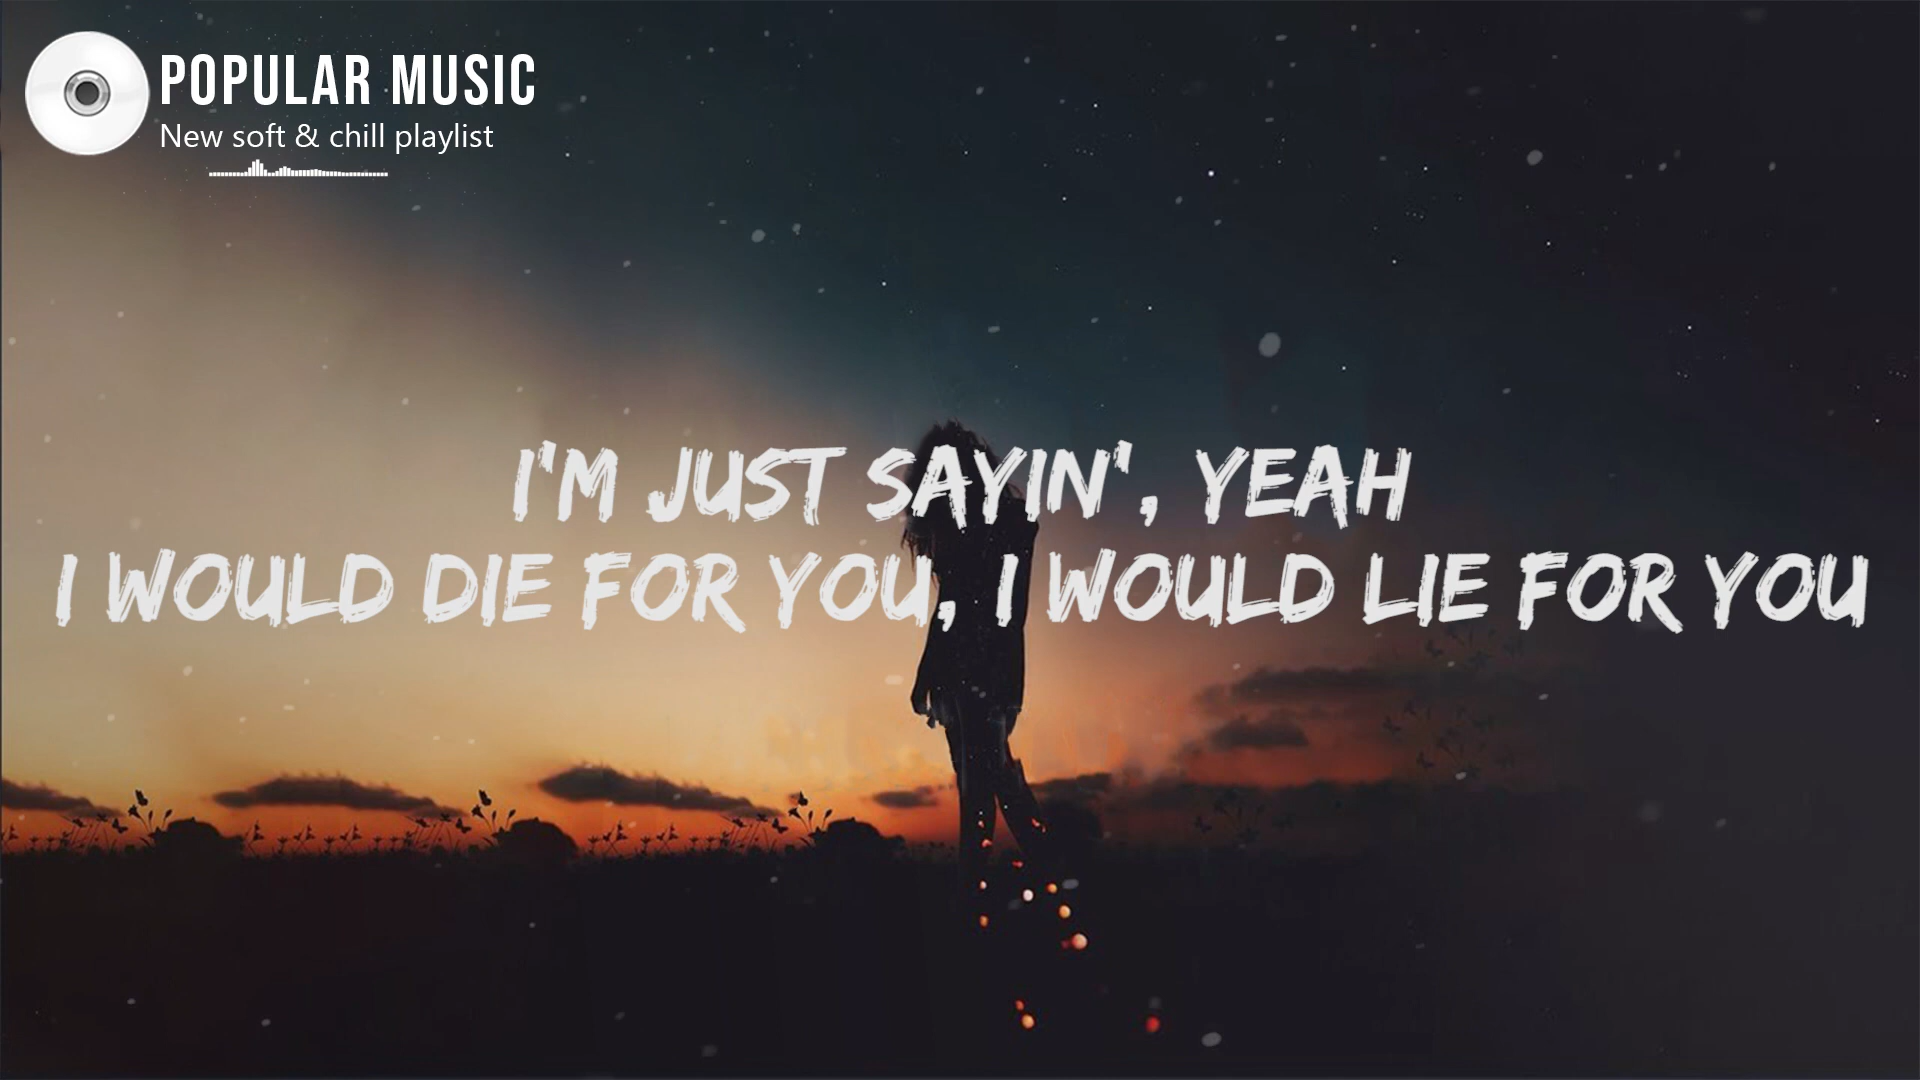 POPULAR MUSIC
New soft & chill playlist
I'M JUST SAYIN', YEAH
I WOULD DIE FOR YOU, I WOULD LIE FOR YOU